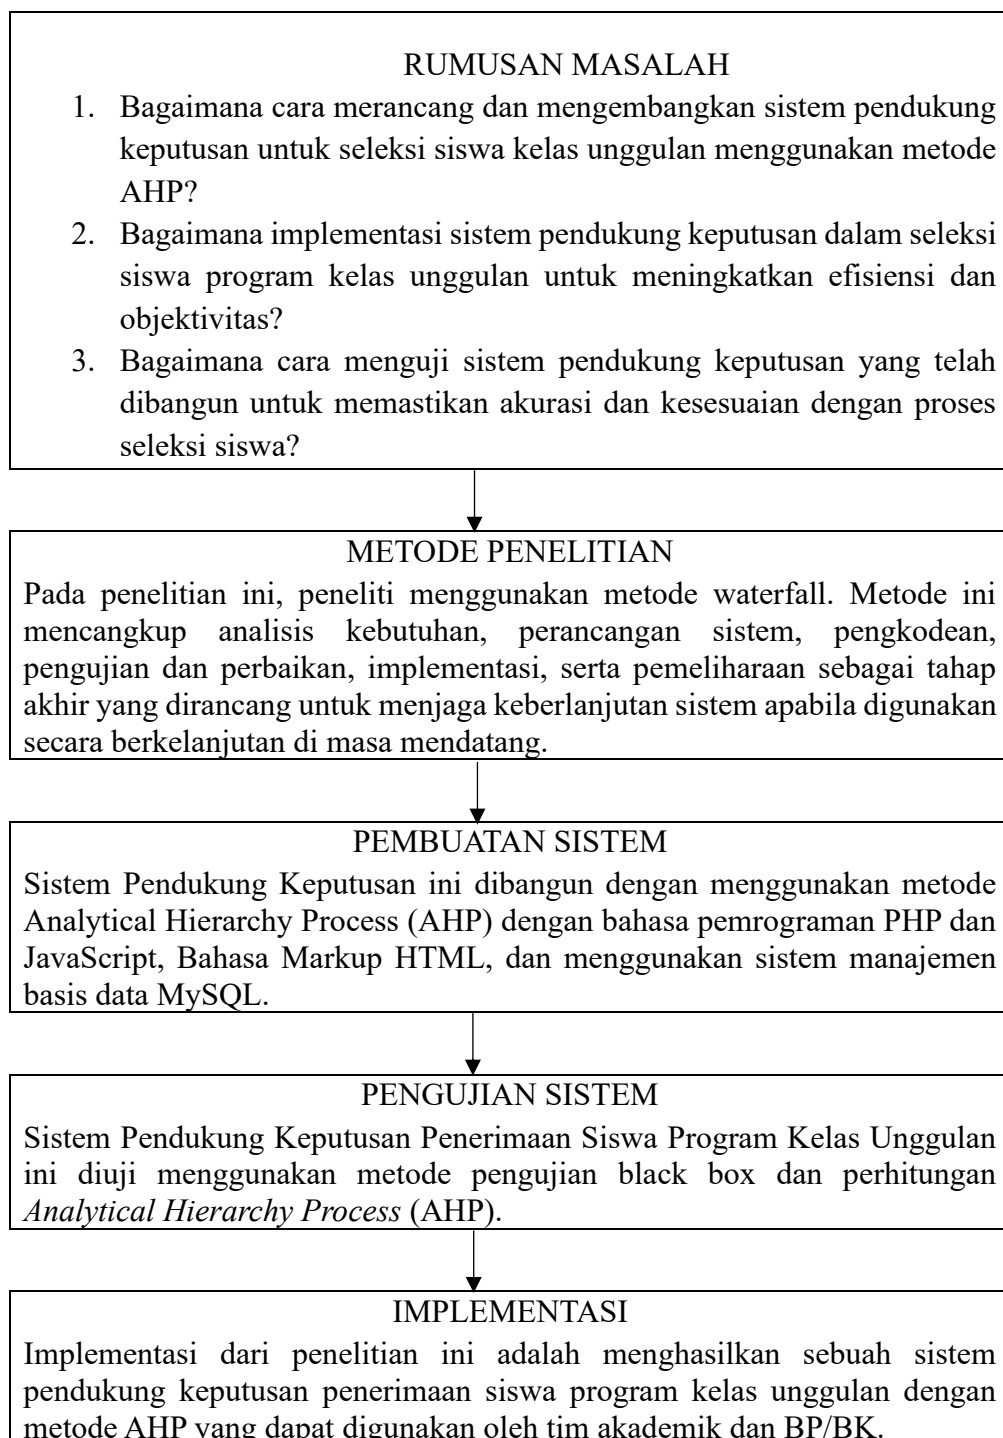 RUMUSAN MASALAH
1. Bagaimana cara merancang dan mengembangkan sistem pendukung
keputusan untuk seleksi siswa kelas unggulan menggunakan metode
AHP?
2. Bagaimana implementasi sistem pendukung keputusan dalam seleksi
siswa program kelas unggulan untuk meningkatkan efisiensi dan
objektivitas?
3. Bagaimana cara menguji sistem pendukung keputusan yang telah
dibangun untuk memastikan akurasi dan kesesuaian dengan proses
seleksi siswa?
METODE PENELITIAN
Pada penelitian ini, peneliti menggunakan metode waterfall. Metode ini
mencangkup analisis kebutuhan, perancangan sistem, pengkodean,
pengujian dan perbaikan, implementasi, serta pemeliharaan sebagai tahap
akhir yang dirancang untuk menjaga keberlanjutan sistem apabila digunakan
secara berkelanjutan di masa mendatang.
PEMBUATAN SISTEM
Sistem Pendukung Keputusan ini dibangun dengan menggunakan metode
Analytical Hierarchy Process (AHP) dengan bahasa pemrograman PHP dan
JavaScript, Bahasa Markup HTML, dan menggunakan sistem manajemen
basis data MySQL.
PENGUJIAN SISTEM
Sistem Pendukung Keputusan Penerimaan Siswa Program Kelas Unggulan
ini diuji menggunakan metode pengujian black box dan perhitungan
Analytical Hierarchy Process (AHP).
IMPLEMENTASI
Implementasi dari penelitian ini adalah menghasilkan sebuah sistem
pendukung keputusan penerimaan siswa program kelas unggulan dengan
metode AHP yang dapat digunakan oleh tim akademik dan BP/BK.